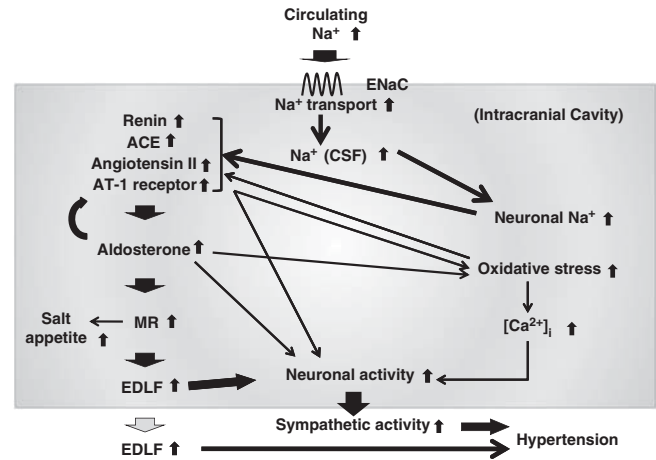 Circulating
Na⁺ ⬆
ENaC
Na⁺ transport ⬆
(Intracranial Cavity)
Renin ⬆
ACE ⬆
Angiotensin II ⬆
AT-1 receptor ⬆
Na⁺ (CSF) ⬆
Neuronal Na⁺ ⬆
Aldosterone ⬆
Oxidative stress ⬆
Salt
appetite ⬆
MR ⬆
[Ca²⁺]ᵢ ⬆
EDLF ⬆
Neuronal activity ⬆
Sympathetic activity ⬆
EDLF ⬆
Hypertension